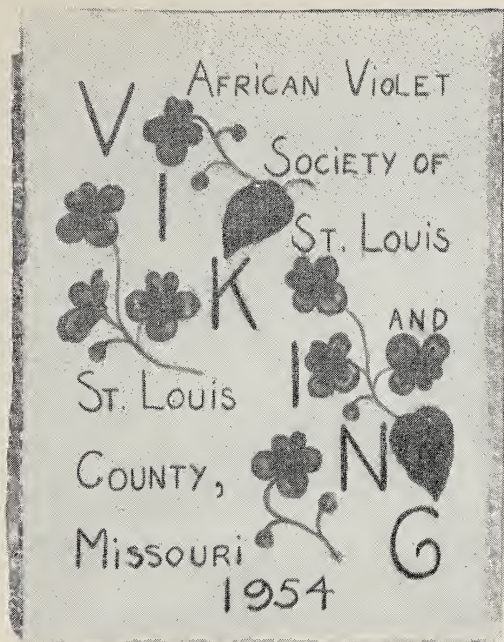 VIKING
AFRICAN VIOLET
SOCIETY OF
ST. LOUIS
AND
ST. LOUIS
COUNTY,
MISSOURI
1954